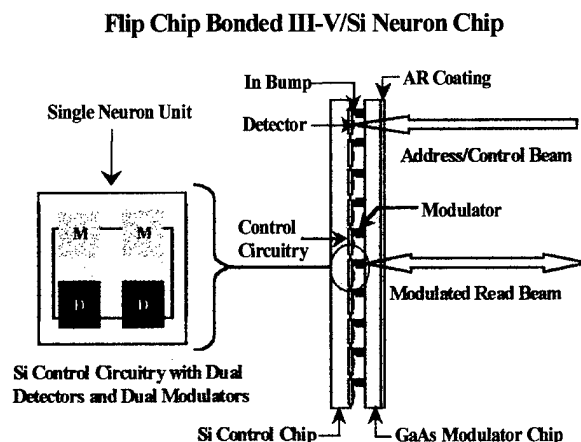 Flip Chip Bonded III-V/Si Neuron Chip
In Bump
AR Coating
Single Neuron Unit
Detector
Address/Control Beam
M M
Control
Circuitry
Modulator
D D
Modulated Read Beam
Si Control Circuitry with Dual
Detectors and Dual Modulators
Si Control Chip
GaAs Modulator Chip